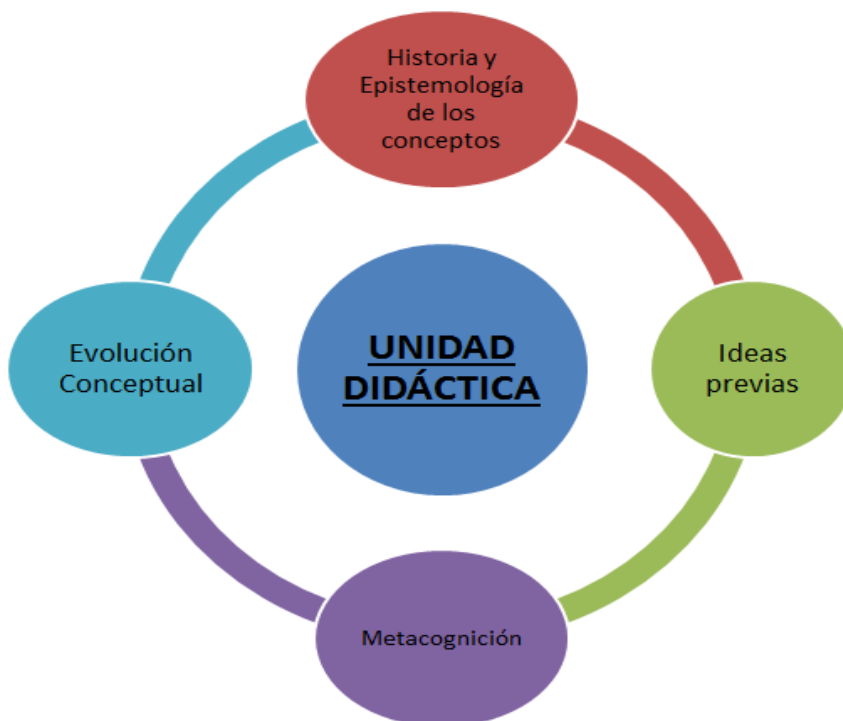 Historia y
Epistemología
de los
conceptos
Evolución
Conceptual
UNIDAD
DIDÁCTICA
Ideas
previas
Metacognición